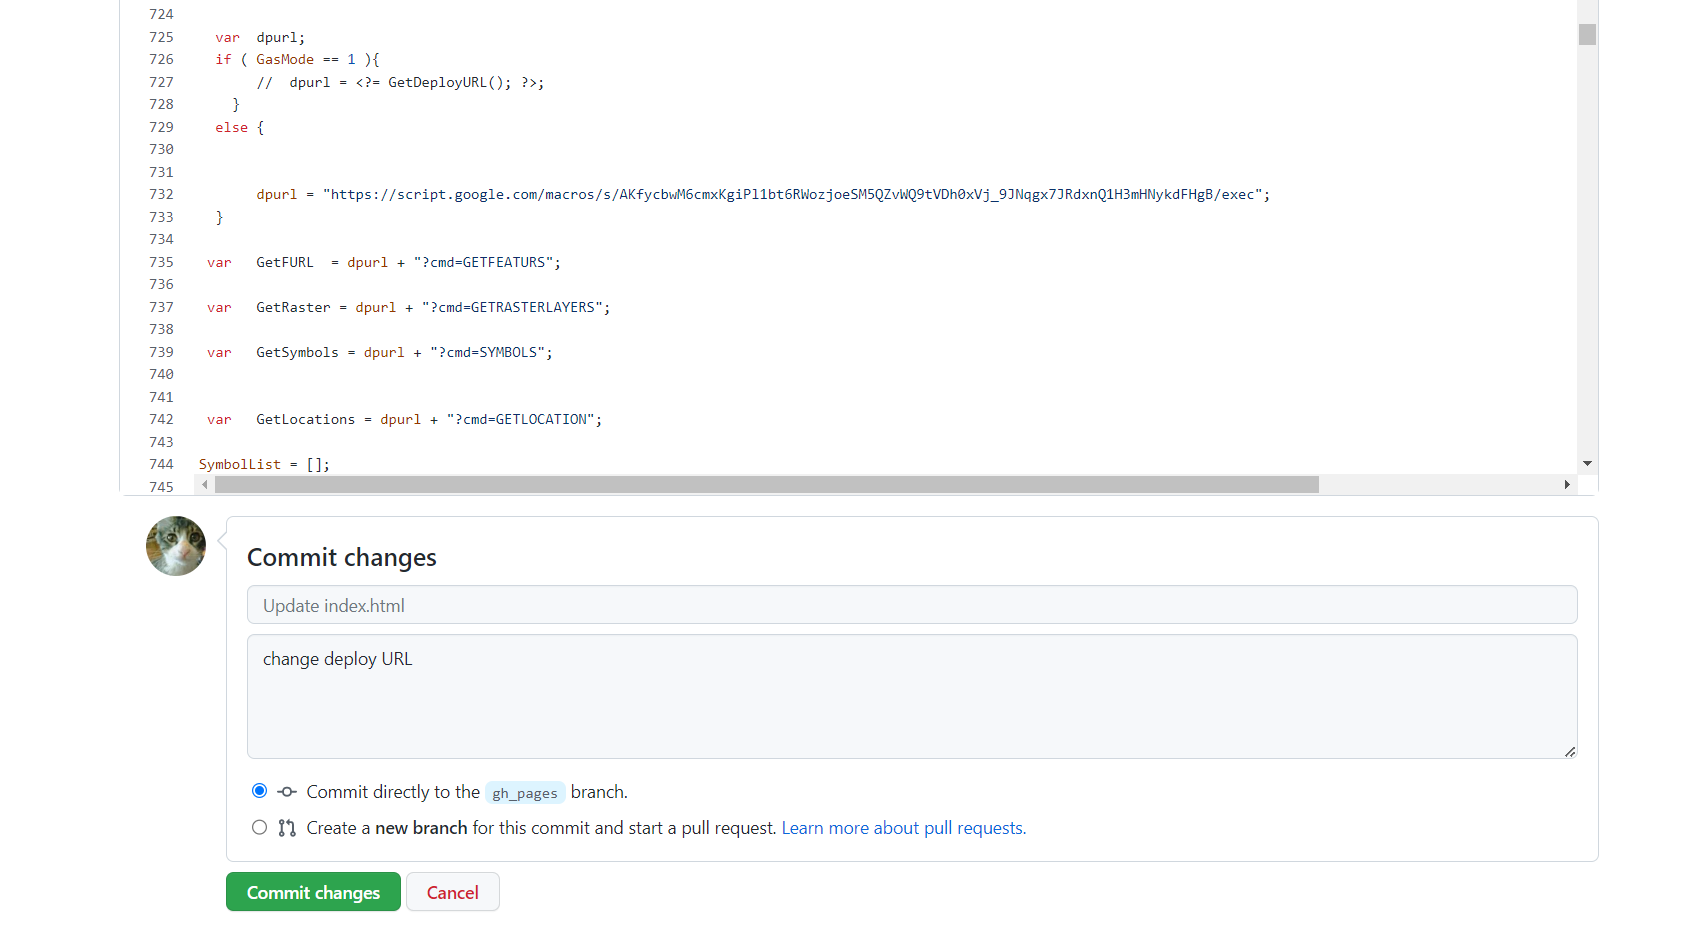 724
725 var dpurl;
726 if ( GasMode == 1 ){
727 // dpurl = <?= GetDeployURL(); ?>;
728 }
729 else {
730
731
732 dpurl = "https://script.google.com/macros/s/AKfycbwM6cmxKgiPl1bt6RWozjoeSM5QZvWQ9tVDh0xVj_9JNqgx7JRdxnQ1H3mHNykdFHgB/exec";
733 }
734
735 var GetFURL = dpurl + "?cmd=GETFEATURS";
736
737 var GetRaster = dpurl + "?cmd=GETRASTERLAYERS";
738
739 var GetSymbols = dpurl + "?cmd=SYMBOLS";
740
741
742 var GetLocations = dpurl + "?cmd=GETLOCATION";
743
744 SymbolList = [];
745
Commit changes
Update index.html
change deploy URL
Commit directly to the gh_pages branch.
Create a new branch for this commit and start a pull request. Learn more about pull requests.
Commit changes Cancel